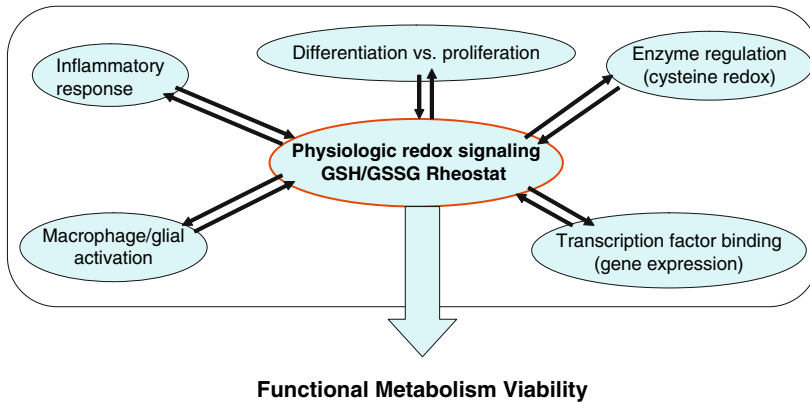 Differentiation vs. proliferation
Inflammatory
response
Enzyme regulation
(cysteine redox)
Physiologic redox signaling
GSH/GSSG Rheostat
Macrophage/glial
activation
Transcription factor binding
(gene expression)
Functional Metabolism Viability